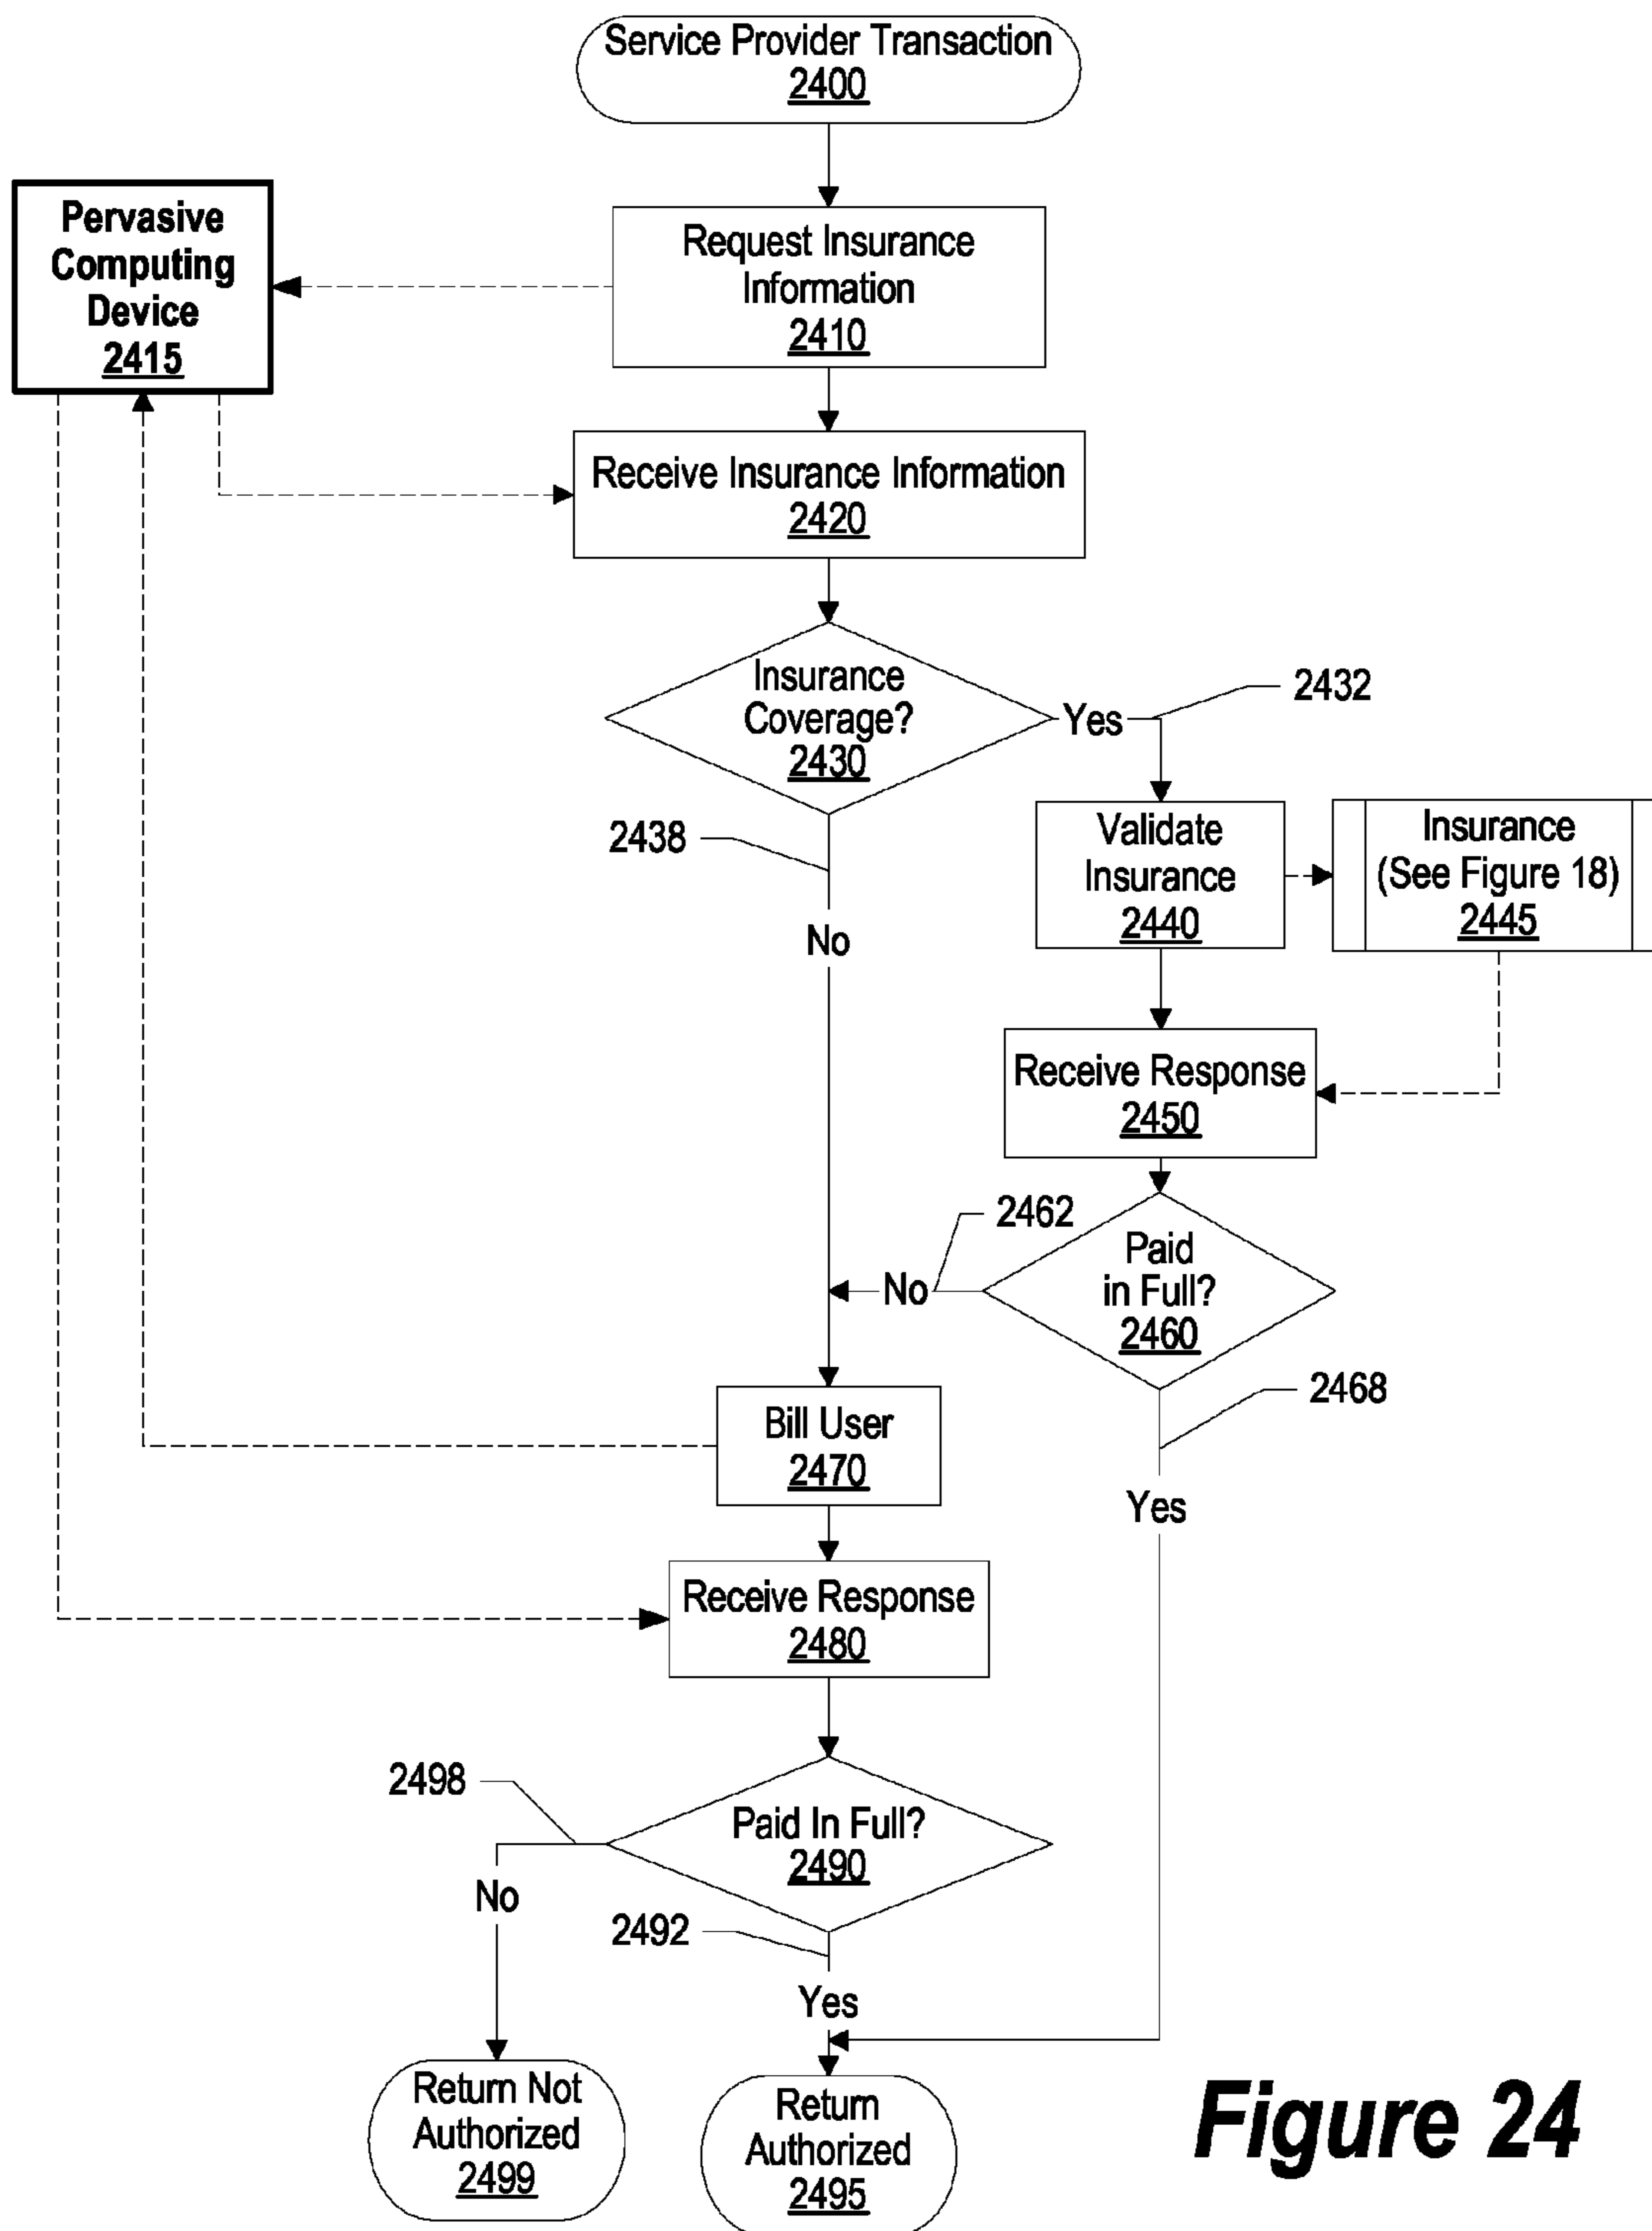 Service Provider Transaction
2400
Pervasive
Computing
Device
2415
Request Insurance
Information
2410
Receive Insurance Information
2420
Insurance
Coverage?
2430
Yes
2432
2438
No
Validate
Insurance
2440
Insurance
(See Figure 18)
2445
Receive Response
2450
2462
No
Paid
in Full?
2460
2468
Yes
Bill User
2470
Receive Response
2480
2498
Paid In Full?
2490
No
2492
Yes
Return Not
Authorized
2499
Return
Authorized
2495
Figure 24